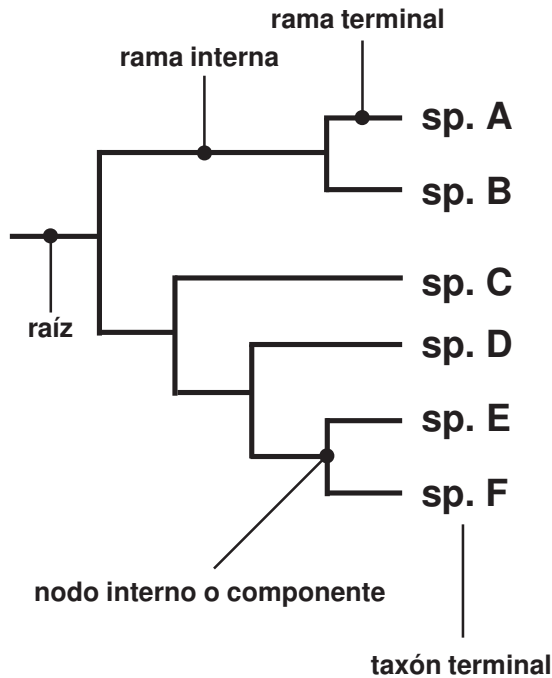 rama terminal
rama interna
sp. A
sp. B
sp. C
raíz
sp. D
sp. E
sp. F
nodo interno o componente
taxón terminal